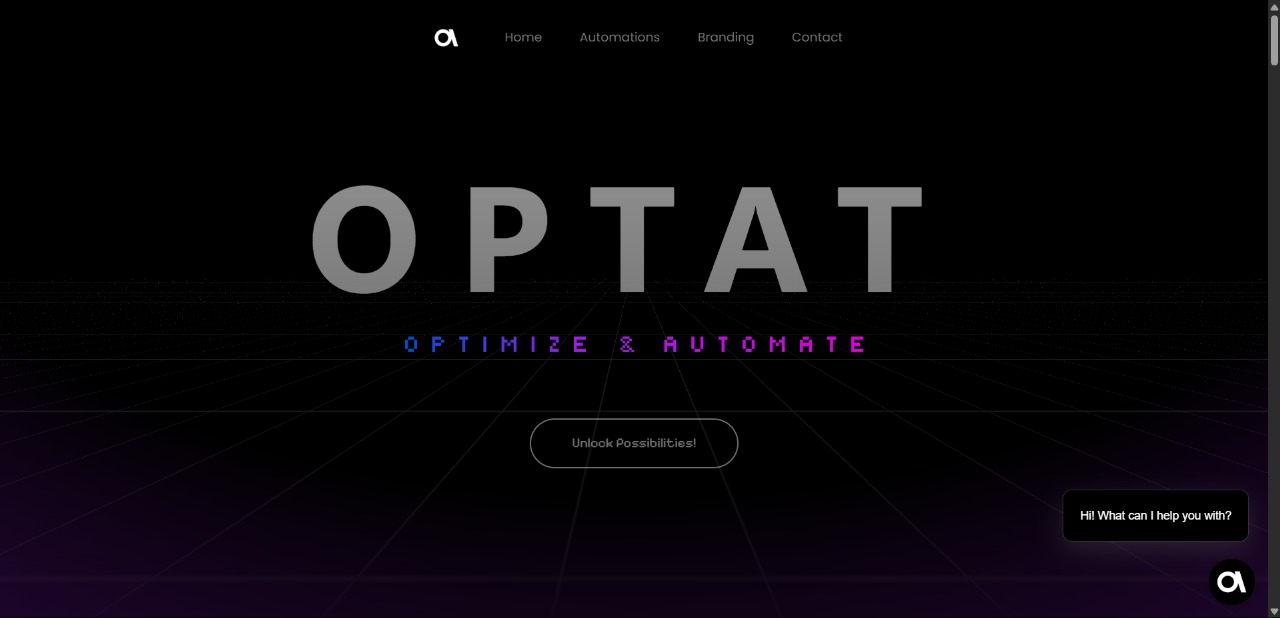 Home Automations Branding Contact
OPTAT
OPTIMIZE & AUTOMATE
Unlock Possibilities!
Hi! What can I help you with?